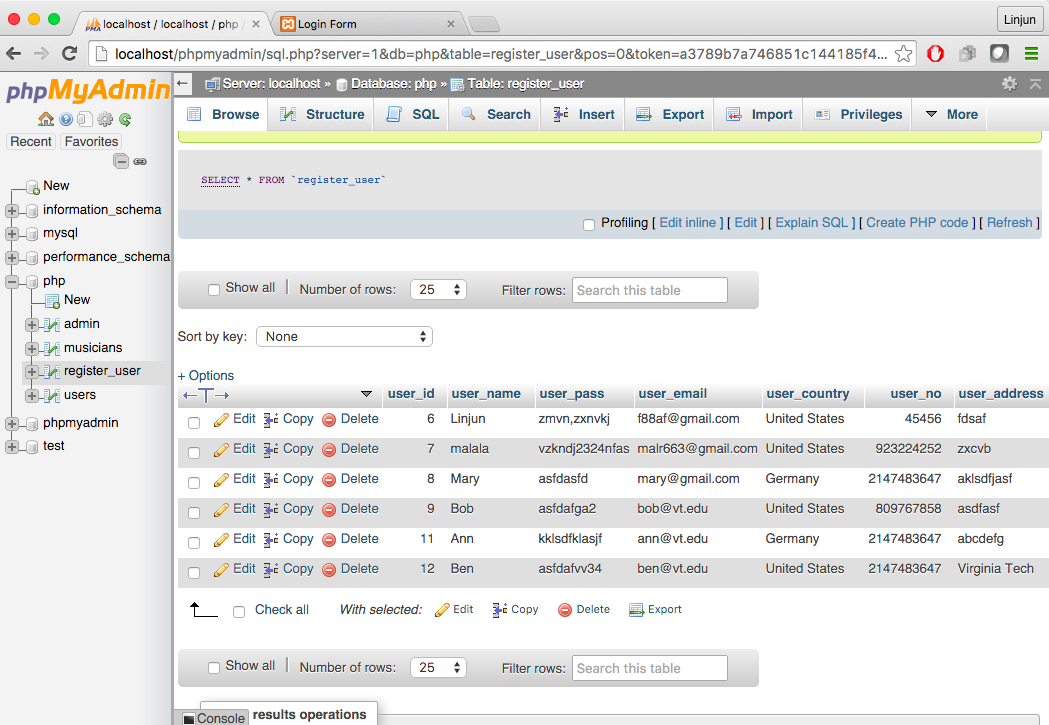 localhost / localhost / php
Login Form
Linjun
localhost/phpmyadmin/sql.php?server=1&db=php&table=register_user&pos=0&token=a3789b7a746851c144185f4...
phpMyAdmin
Server: localhost » Database: php » Table: register_user
Browse Structure SQL Search Insert Export Import Privileges More
Recent Favorites
New
information_schema
mysql
performance_schema
php
New
admin
musicians
register_user
users
phpmyadmin
test
SELECT * FROM `register_user`
Profiling [ Edit inline ] [ Edit ] [ Explain SQL ] [ Create PHP code ] [ Refresh ]
Show all | Number of rows: 25 Filter rows: Search this table
Sort by key: None
+ Options
user_id user_name user_pass user_email user_country user_no user_address
Edit Copy Delete 6 Linjun zmvn,zxnvkj f88af@gmail.com United States 45456 fdsaf
Edit Copy Delete 7 malala vzkndj2324nfas malr663@gmail.com United States 923224252 zxcvb
Edit Copy Delete 8 Mary asfdasfd mary@gmail.com Germany 2147483647 aklsdfjasf
Edit Copy Delete 9 Bob asfdafga2 bob@vt.edu United States 809767858 asdfasf
Edit Copy Delete 11 Ann kklsdfklasjf ann@vt.edu Germany 2147483647 abcdefg
Edit Copy Delete 12 Ben asfdafvv34 ben@vt.edu United States 2147483647 Virginia Tech
Check all With selected: Edit Copy Delete Export
Show all | Number of rows: 25 Filter rows: Search this table
Console results operations